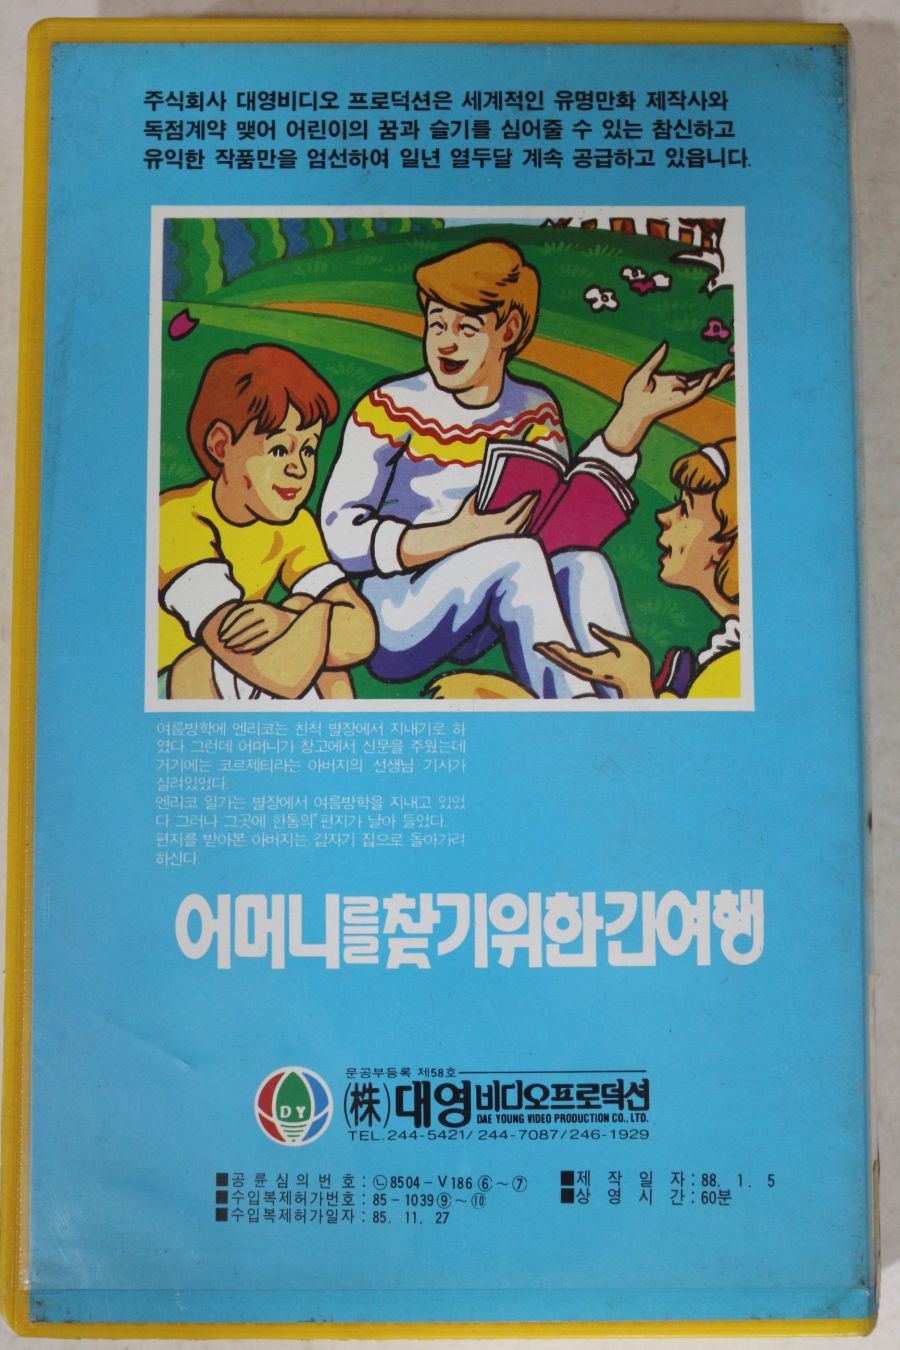 주식회사 대영비디오 프로덕션은 세계적인 유명만화 제작사와
독점계약 맺어 어린이의 꿈과 슬기를 심어줄 수 있는 참신하고
유익한 작품만을 엄선하여 일년 열두달 계속 공급하고 있읍니다.
여름방학에 엔리코는 친척 별장에서 지내기로 하
였다. 그런데 어머니가 창고에서 신문을 주웠는데
거기에는 코르제티라는 아버지의 선생님 기사가
실려있었다.
엔리코 일가는 별장에서 여름방학을 지내고 있었
다. 그러나 그곳에 한통의 편지가 날아 들었다.
편지를 받아본 아버지는 갑자기 집으로 돌아가려
하신다.
어머니를찾기위한긴여행
문공부등록 제58호
DY (株)대영비디오프로덕션
DAE YOUNG VIDEO PRODUCTION CO., LTD.
TEL. 244-5421/244-7087/246-1929
■공륜심의번호 : ㉡8504-V186⑥~⑦
■수입복제허가번호 : 85-1039⑨~⑩
■수입복제허가일자 : 85. 11. 27
■제작일자 : 88. 1. 5
■상영시간 : 60분